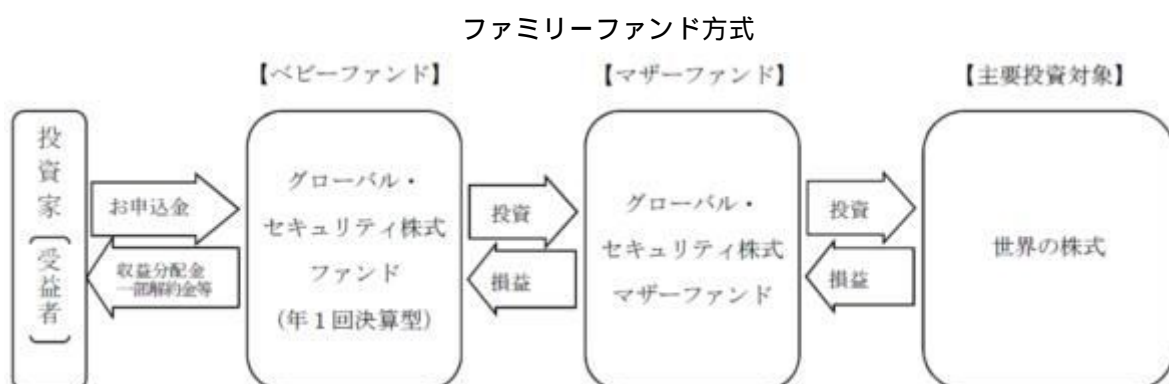 ファミリーファンド方式
【ベビーファンド】
【マザーファンド】
【主要投資対象】
投資家（受益者）
お申込金
収益分配金
一部解約金等
グローバル・
セキュリティ株式
ファンド
（年１回決算型）
投資
損益
グローバル・
セキュリティ株式
マザーファンド
投資
損益
世界の株式